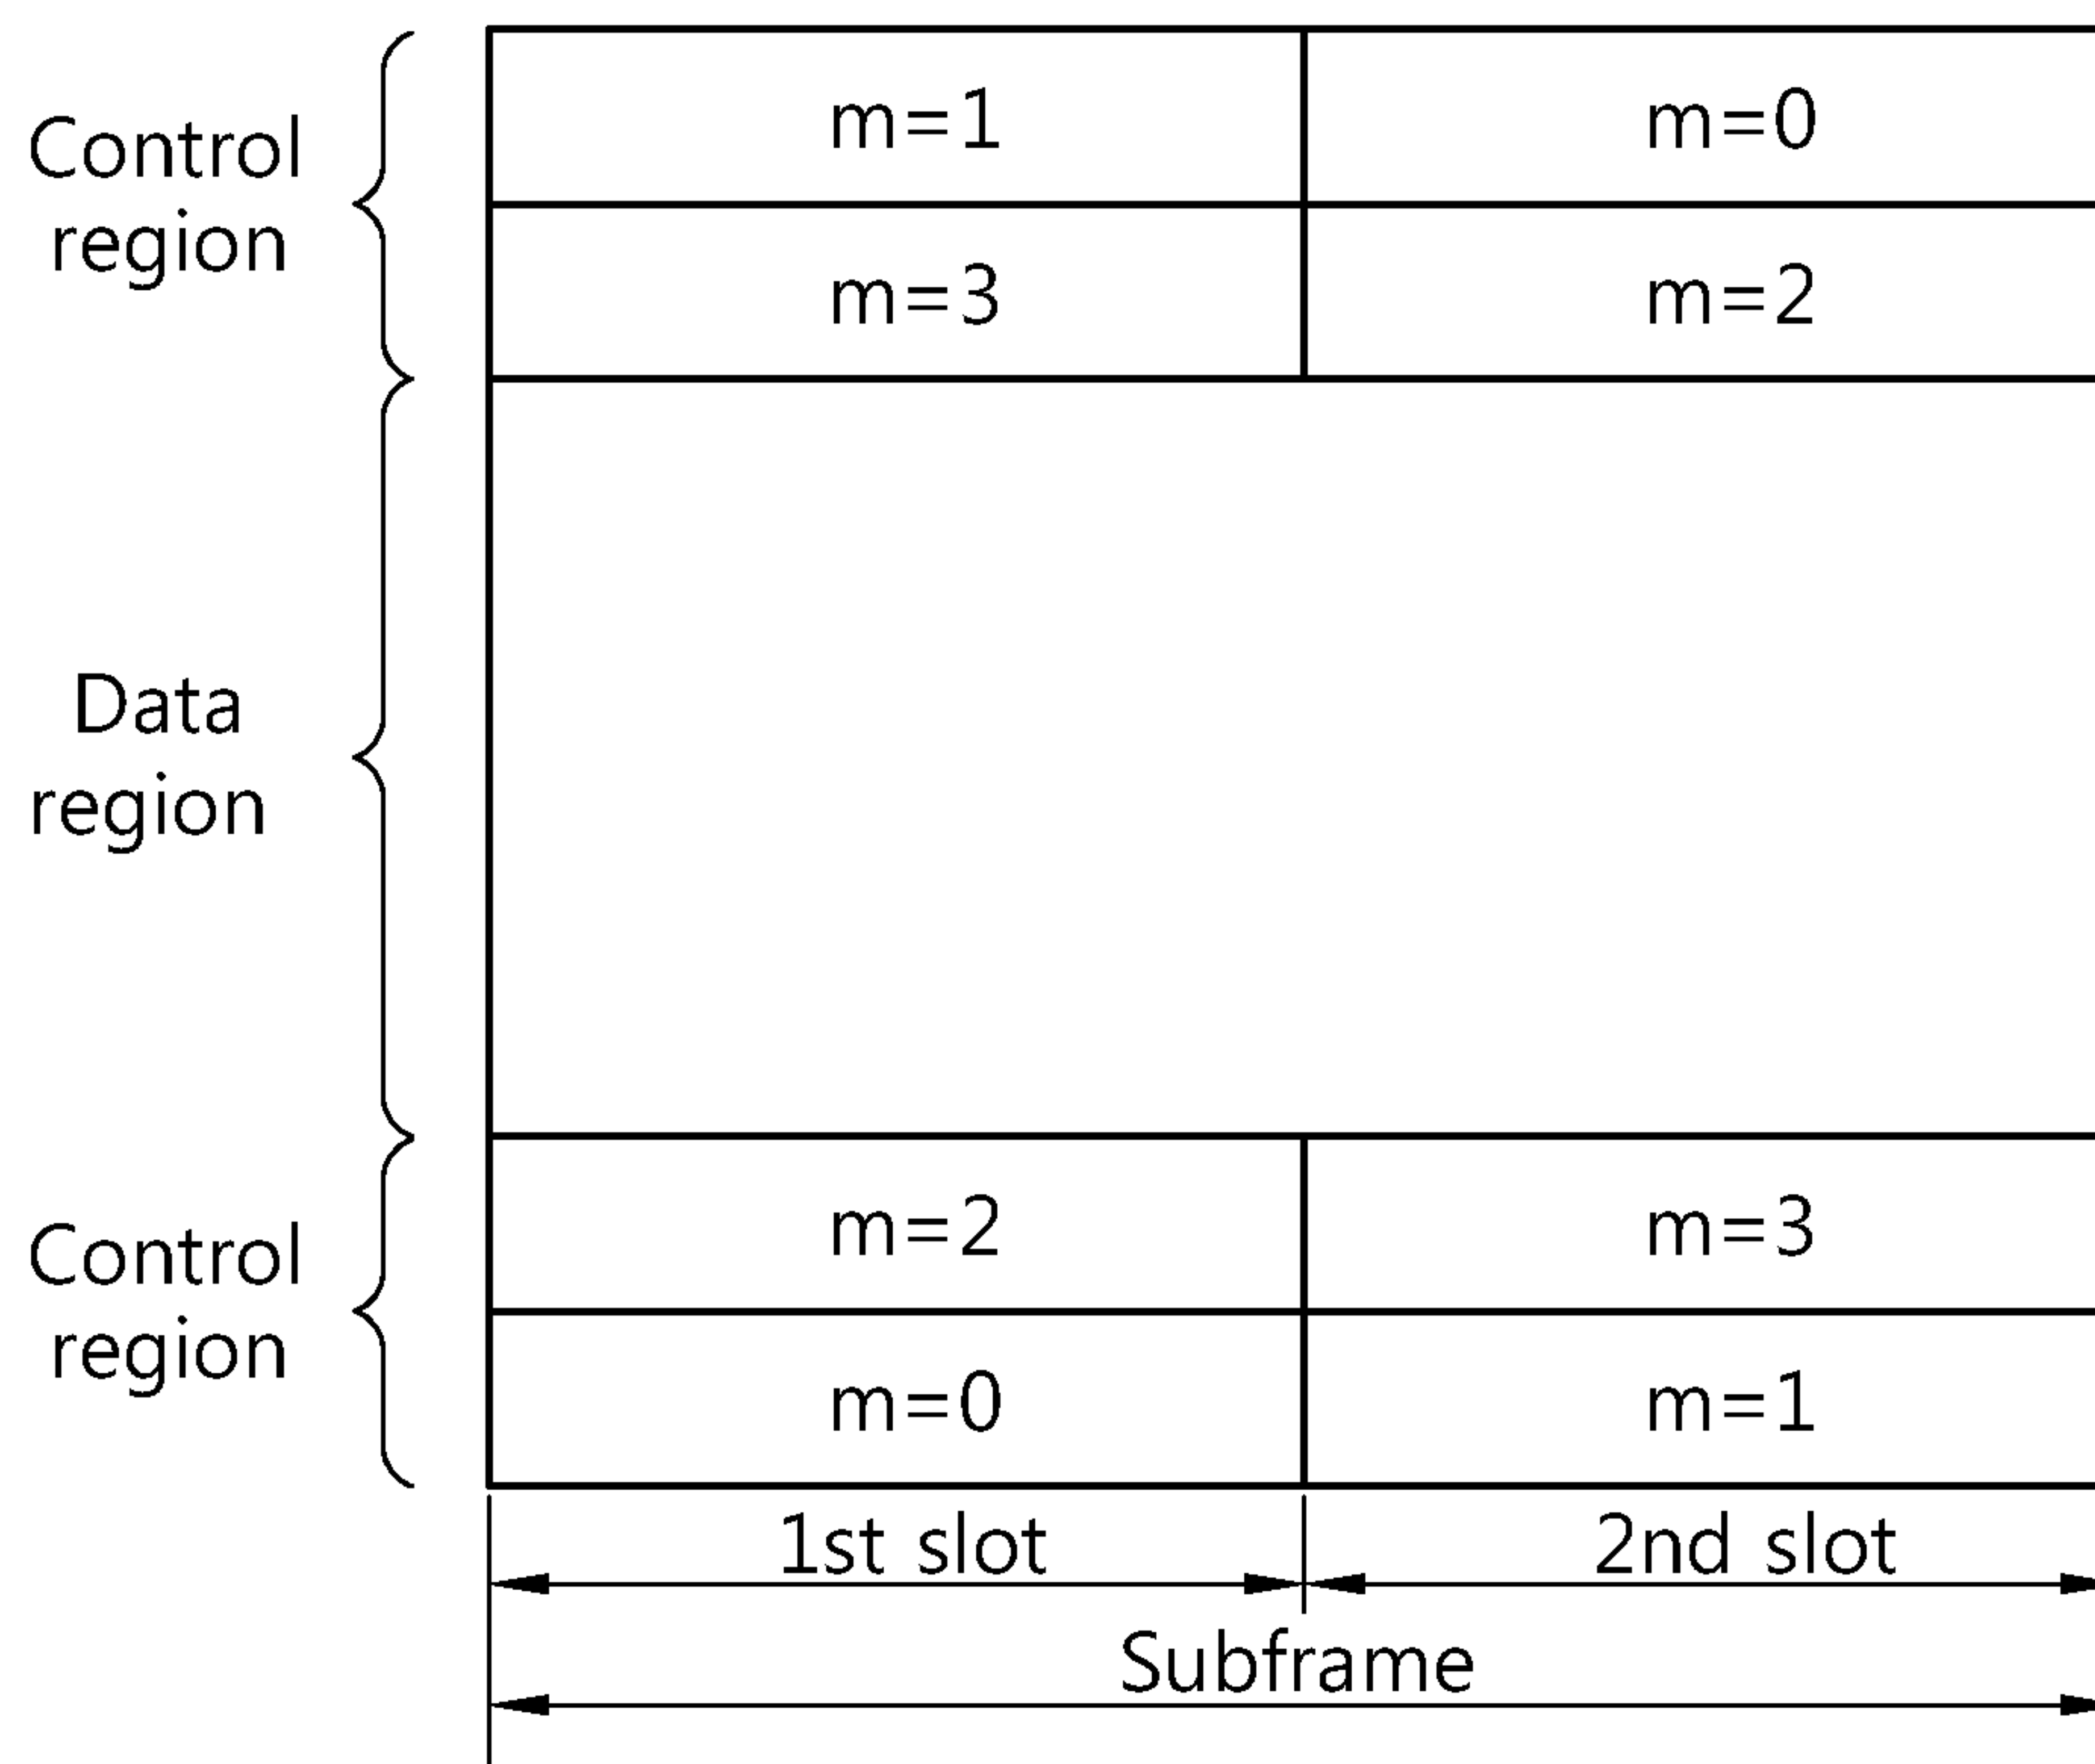 Control
region
m=1 m=0
m=3 m=2
Data
region
Control
region
m=2 m=3
m=0 m=1
1st slot 2nd slot
Subframe